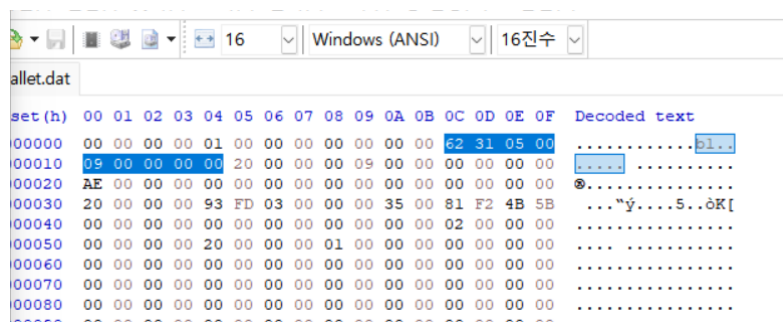 16 Windows (ANSI) 16진수
allet.dat
set(h) 00 01 02 03 04 05 06 07 08 09 0A 0B 0C 0D 0E 0F Decoded text
00000 00 00 00 00 01 00 00 00 00 00 00 00 62 31 05 00 ............b1..
000010 09 00 00 00 00 20 00 00 00 09 00 00 00 00 00 00 ..... ..........
000020 AE 00 00 00 00 00 00 00 00 00 00 00 00 00 00 00 ®...............
000030 20 00 00 00 93 FD 03 00 00 00 35 00 81 F2 4B 5B ...“ý....5..òK[
000040 00 00 00 00 00 00 00 00 00 00 00 00 02 00 00 00 ................
000050 00 00 00 00 20 00 00 00 01 00 00 00 00 00 00 00 .... ...........
000060 00 00 00 00 00 00 00 00 00 00 00 00 00 00 00 00 ................
000070 00 00 00 00 00 00 00 00 00 00 00 00 00 00 00 00 ................
000080 00 00 00 00 00 00 00 00 00 00 00 00 00 00 00 00 ................